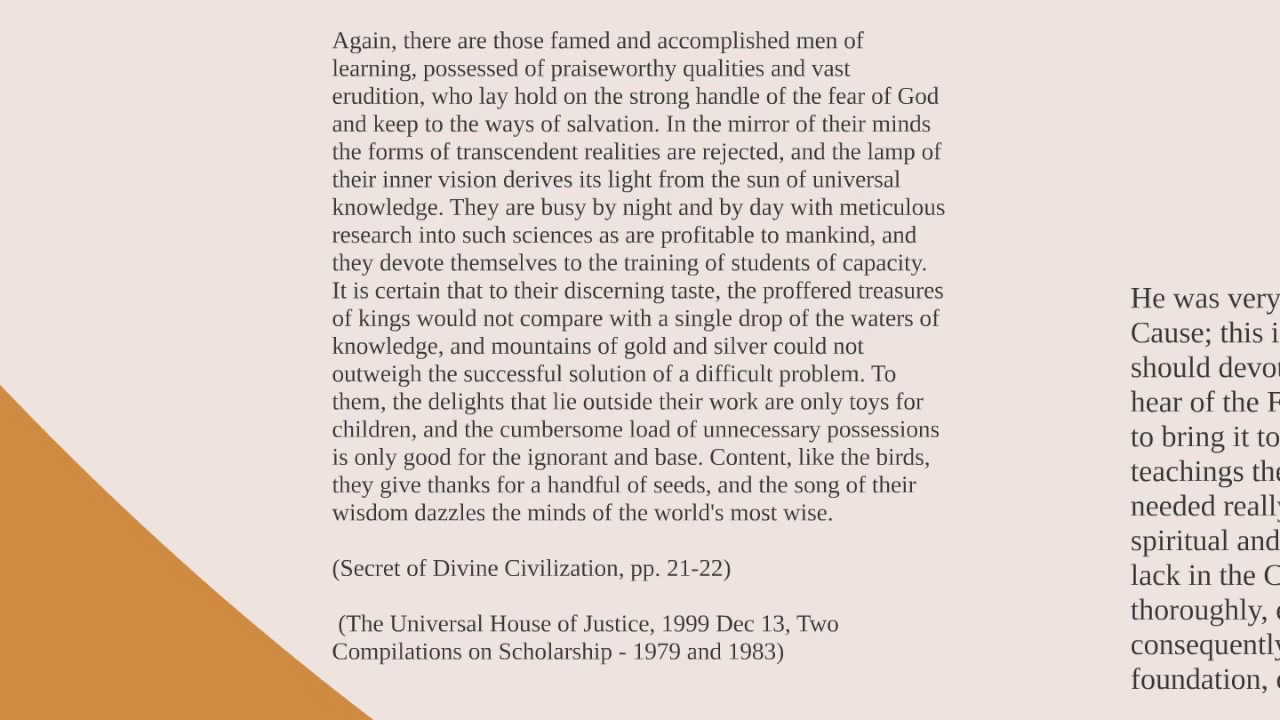 Again, there are those famed and accomplished men of
learning, possessed of praiseworthy qualities and vast
erudition, who lay hold on the strong handle of the fear of God
and keep to the ways of salvation. In the mirror of their minds
the forms of transcendent realities are rejected, and the lamp of
their inner vision derives its light from the sun of universal
knowledge. They are busy by night and by day with meticulous
research into such sciences as are profitable to mankind, and
they devote themselves to the training of students of capacity.
It is certain that to their discerning taste, the proffered treasures
of kings would not compare with a single drop of the waters of
knowledge, and mountains of gold and silver could not
outweigh the successful solution of a difficult problem. To
them, the delights that lie outside their work are only toys for
children, and the cumbersome load of unnecessary possessions
is only good for the ignorant and base. Content, like the birds,
they give thanks for a handful of seeds, and the song of their
wisdom dazzles the minds of the world's most wise.
(Secret of Divine Civilization, pp. 21-22)
(The Universal House of Justice, 1999 Dec 13, Two
Compilations on Scholarship - 1979 and 1983)
He was very
Cause; this
should
hear of the
to bring it to
teachings
needed
spiritual and
lack in the
thoroughly,
consequently
foundation,